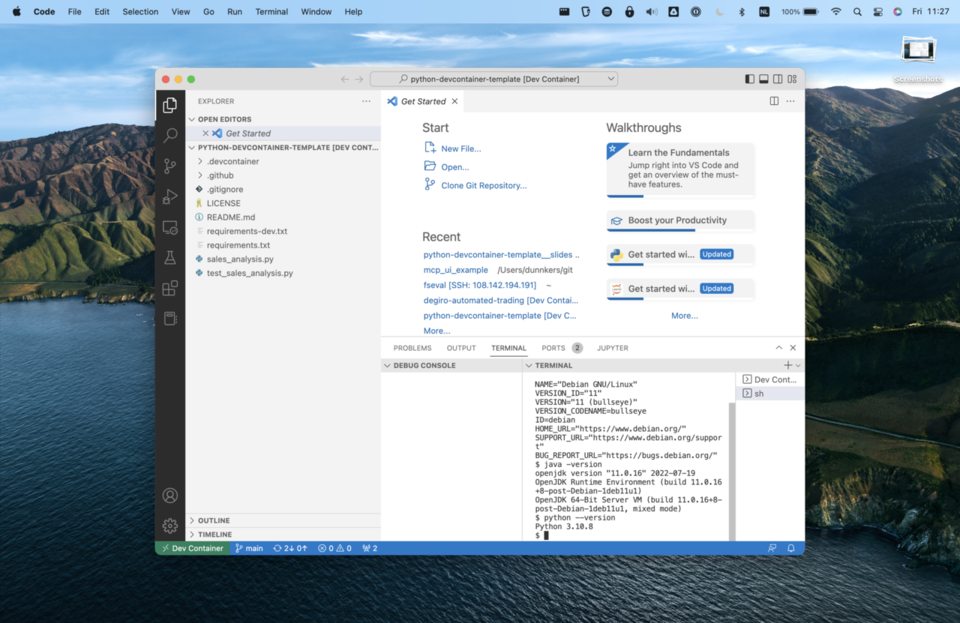 Code File Edit Selection View Go Run Terminal Window Help
NL 100% Fri 11:27
Screenshots
python-devcontainer-template [Dev Container]
EXPLORER
OPEN EDITORS
Get Started
PYTHON-DEVCONTAINER-TEMPLATE [DEV CONT...
.devcontainer
.github
.gitignore
LICENSE
README.md
requirements-dev.txt
requirements.txt
sales_analysis.py
test_sales_analysis.py
OUTLINE
TIMELINE
Get Started
Start
New File...
Open...
Clone Git Repository...
Recent
python-devcontainer-template__slides ..
mcp_ui_example /Users/dunnkers/git
fseval [SSH: 108.142.194.191] ~
degiro-automated-trading [Dev Contai...
python-devcontainer-template [Dev C...
More...
Walkthroughs
Learn the Fundamentals
Jump right into VS Code and
get an overview of the must-
have features.
Boost your Productivity
Get started wi... Updated
Get started wi... Updated
More...
PROBLEMS OUTPUT TERMINAL PORTS 2 JUPYTER
DEBUG CONSOLE
TERMINAL
NAME="Debian GNU/Linux"
VERSION_ID="11"
VERSION="11 (bullseye)"
VERSION_CODENAME=bullseye
ID=debian
HOME_URL="https://www.debian.org/"
SUPPORT_URL="https://www.debian.org/suppor
t"
BUG_REPORT_URL="https://bugs.debian.org/"
$ java -version
openjdk version "11.0.16" 2022-07-19
OpenJDK Runtime Environment (build 11.0.16
+8-post-Debian-1deb11u1)
OpenJDK 64-Bit Server VM (build 11.0.16+8-
post-Debian-1deb11u1, mixed mode)
$ python --version
Python 3.10.8
$
Dev Cont...
sh
Dev Container main 2↓ 0↑ 0 0 2